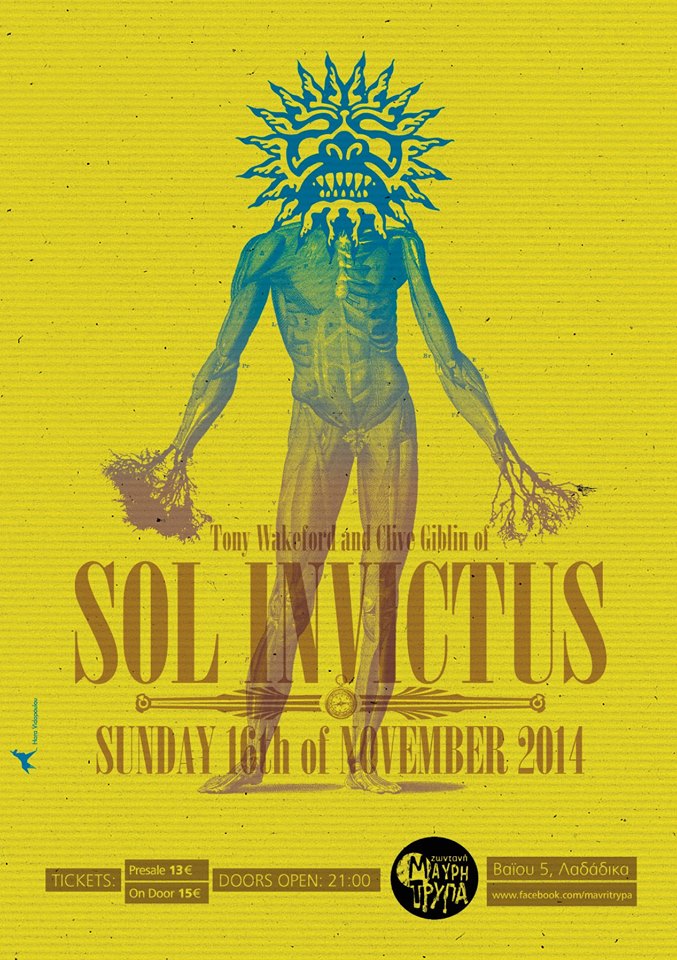 Tony Wakeford and Clive Giblin of
SOL INVICTUS
SUNDAY 16th of NOVEMBER 2014
TICKETS:
Presale 13€
On Door 15€
DOORS OPEN: 21:00
ζωντανή
ΜΑΥΡΗ
ΤΡΥΠΑ
Βαΐου 5, Λαδάδικα
www.facebook.com/mavritrypa